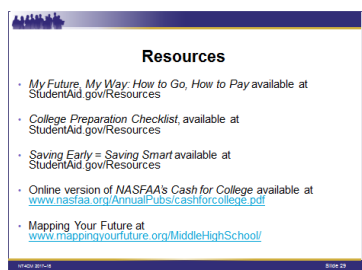 Resources
• My Future, My Way: How to Go, How to Pay available at
StudentAid.gov/Resources
• College Preparation Checklist, available at
StudentAid.gov/Resources
• Saving Early = Saving Smart available at
StudentAid.gov/Resources
• Online version of NASFAA's Cash for College available at
www.nasfaa.org/AnnualPubs/cashforcollege.pdf
• Mapping Your Future at
www.mappingyourfuture.org/MiddleHighSchool/
Slide 29